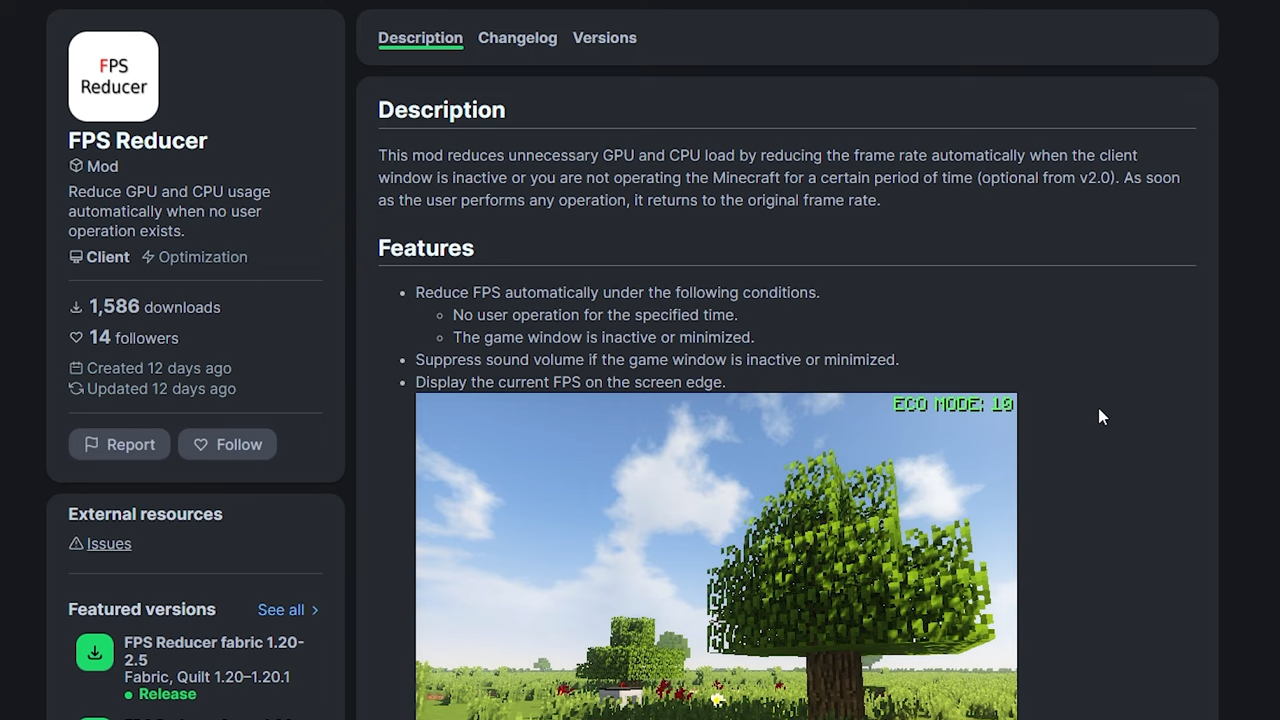 FPS
Reducer
FPS Reducer
Mod
Reduce GPU and CPU usage
automatically when no user
operation exists.
Client Optimization
1,586 downloads
14 followers
Created 12 days ago
Updated 12 days ago
Report Follow
External resources
Issues
Featured versions See all
FPS Reducer fabric 1.20-
2.5
Fabric, Quilt 1.20–1.20.1
Release
Description Changelog Versions
Description
This mod reduces unnecessary GPU and CPU load by reducing the frame rate automatically when the client
window is inactive or you are not operating the Minecraft for a certain period of time (optional from v2.0). As soon
as the user performs any operation, it returns to the original frame rate.
Features
Reduce FPS automatically under the following conditions.
No user operation for the specified time.
The game window is inactive or minimized.
Suppress sound volume if the game window is inactive or minimized.
Display the current FPS on the screen edge.
ECO MODE: 10